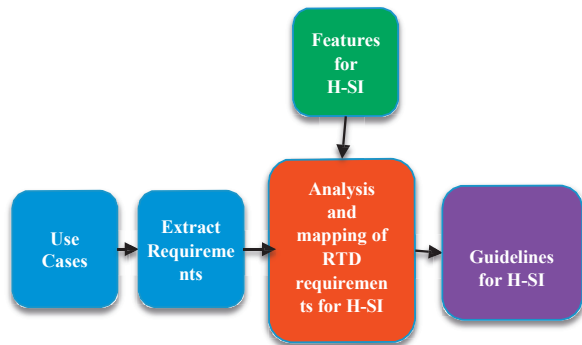 Features
for
H-SI
Use
Cases
Extract
Requireme
nts
Analysis
and
mapping of
RTD
requiremen
ts for H-SI
Guidelines
for H-SI